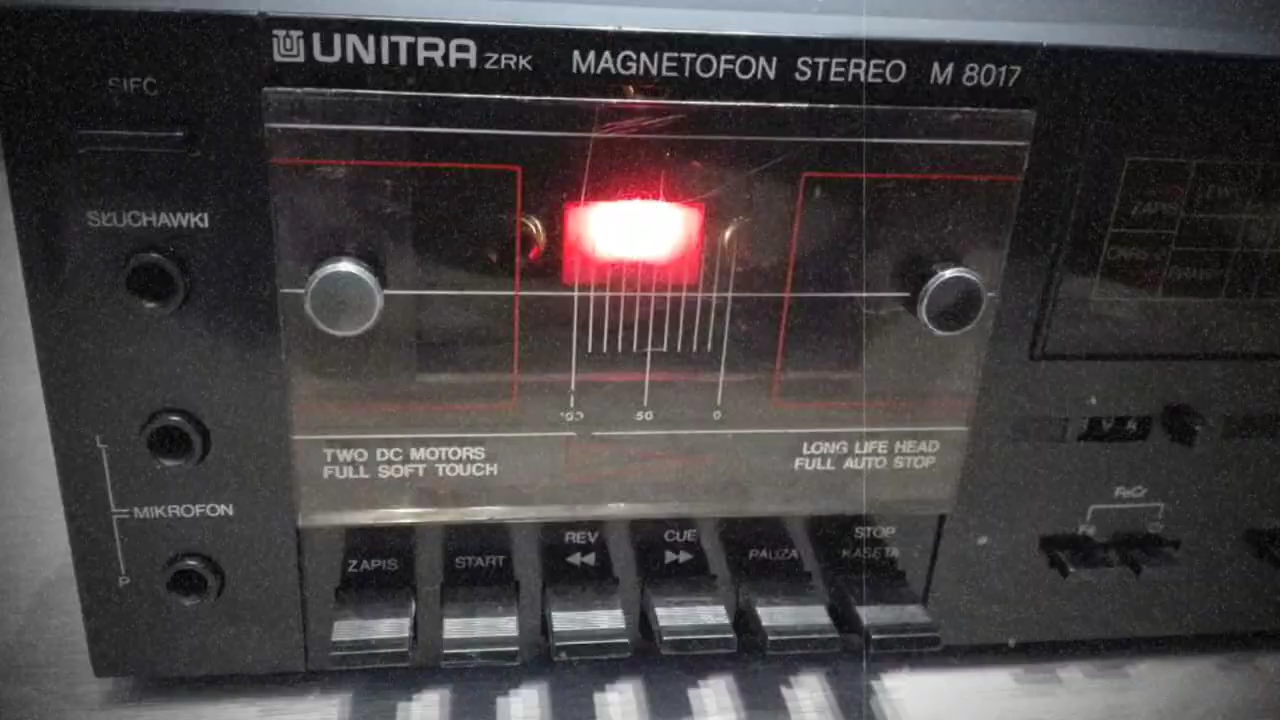 UNITRA ZRK MAGNETOFON STEREO M 8017
SIEC
SŁUCHAWKI
L
MIKROFON
P
100 50 0
TWO DC MOTORS
FULL SOFT TOUCH
LONG LIFE HEAD
FULL AUTO STOP
ZAPIS
START
REV
CUE
PAUZA
STOP
KASETA
ZAPIS
FeCr
Fe
Cr